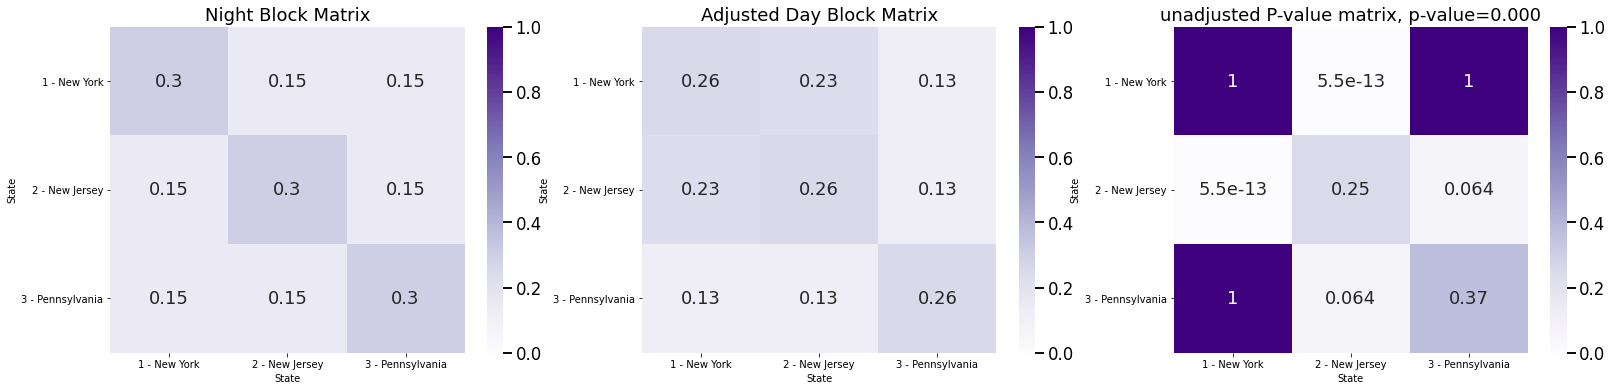 Night Block Matrix
1 - New York
2 - New Jersey
3 - Pennsylvania
State
0.3 0.15 0.15
0.15 0.3 0.15
0.15 0.15 0.3
1 - New York 2 - New Jersey 3 - Pennsylvania
State
1.0
0.8
0.6
0.4
0.2
0.0
Adjusted Day Block Matrix
1 - New York
2 - New Jersey
3 - Pennsylvania
State
0.26 0.23 0.13
0.23 0.26 0.13
0.13 0.13 0.26
1 - New York 2 - New Jersey 3 - Pennsylvania
State
1.0
0.8
0.6
0.4
0.2
0.0
unadjusted P-value matrix, p-value=0.000
1 - New York
2 - New Jersey
3 - Pennsylvania
State
1 5.5e-13 1
5.5e-13 0.25 0.064
1 0.064 0.37
1 - New York 2 - New Jersey 3 - Pennsylvania
State
1.0
0.8
0.6
0.4
0.2
0.0